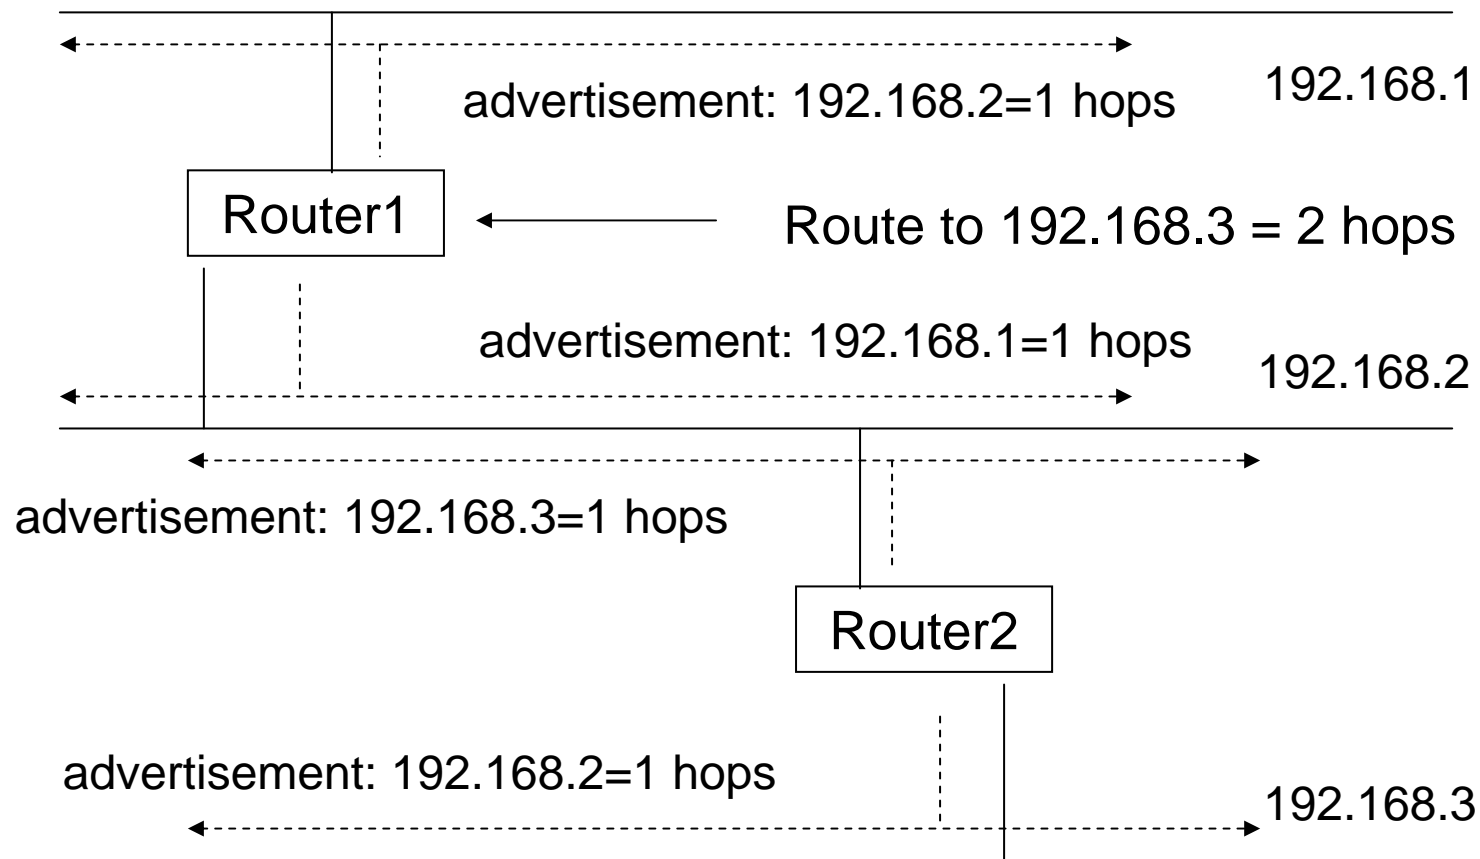 192.168.1
advertisement: 192.168.2=1 hops
Router1
Route to 192.168.3 = 2 hops
advertisement: 192.168.1=1 hops
192.168.2
advertisement: 192.168.3=1 hops
Router2
advertisement: 192.168.2=1 hops
192.168.3